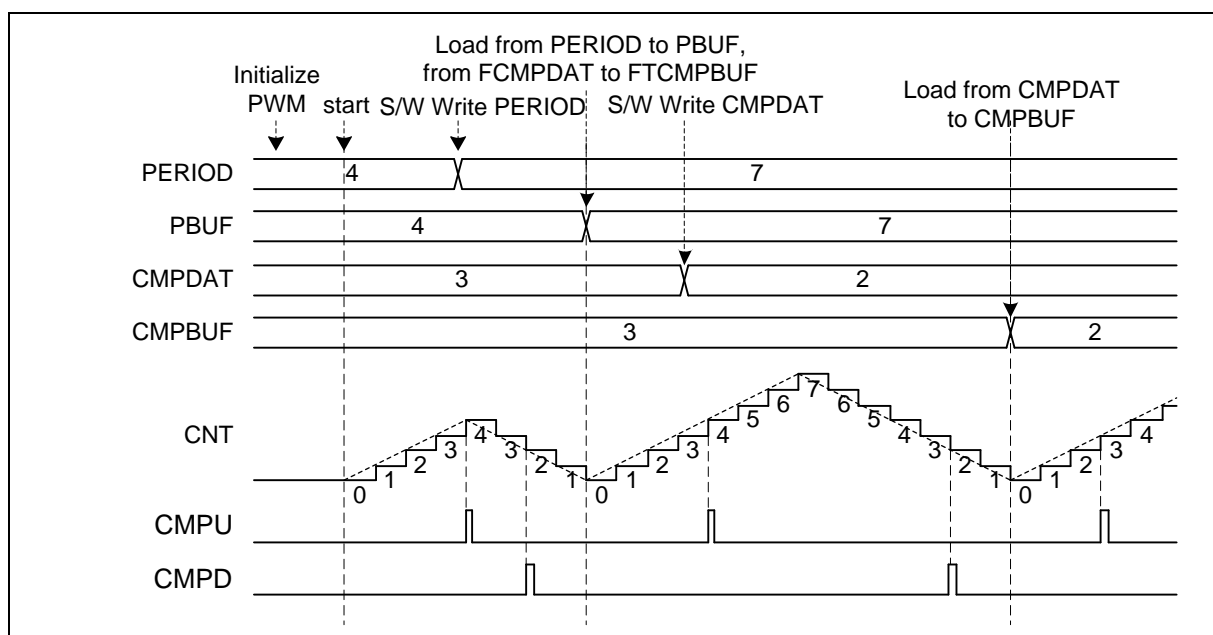 Load from PERIOD to PBUF,
from FCMPDAT to FTCMPBUF
Initialize
PWM start S/W Write PERIOD S/W Write CMPDAT
Load from CMPDAT
to CMPBUF
PERIOD 4 7
PBUF 4 7
CMPDAT 3 2
CMPBUF 3 2
CNT 0 1 2 3 4 3 2 1 0 1 2 3 4 5 6 7 6 5 4 3 2 1 0 1 2 3 4
CMPU
CMPD